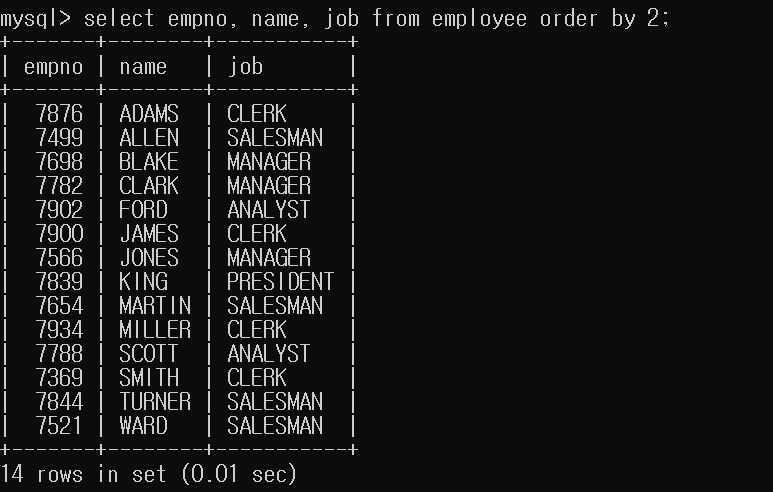 mysql> select empno, name, job from employee order by 2;
+-------+--------+-----------+
| empno | name   | job       |
+-------+--------+-----------+
|  7876 | ADAMS  | CLERK     |
|  7499 | ALLEN  | SALESMAN  |
|  7698 | BLAKE  | MANAGER   |
|  7782 | CLARK  | MANAGER   |
|  7902 | FORD   | ANALYST   |
|  7900 | JAMES  | CLERK     |
|  7566 | JONES  | MANAGER   |
|  7839 | KING   | PRESIDENT |
|  7654 | MARTIN | SALESMAN  |
|  7934 | MILLER | CLERK     |
|  7788 | SCOTT  | ANALYST   |
|  7369 | SMITH  | CLERK     |
|  7844 | TURNER | SALESMAN  |
|  7521 | WARD   | SALESMAN  |
+-------+--------+-----------+
14 rows in set (0.01 sec)